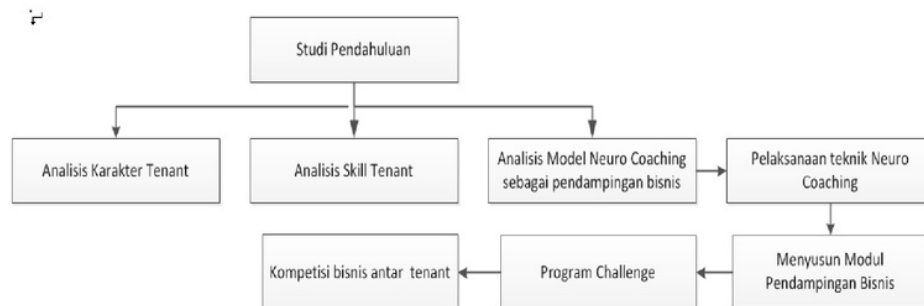 Studi Pendahuluan
Analisis Karakter Tenant
Analisis Skill Tenant
Analisis Model Neuro Coaching
sebagai pendampingan bisnis
Pelaksanaan teknik Neuro
Coaching
Kompetisi bisnis antar tenant
Program Challenge
Menyusun Modul
Pendampingan Bisnis